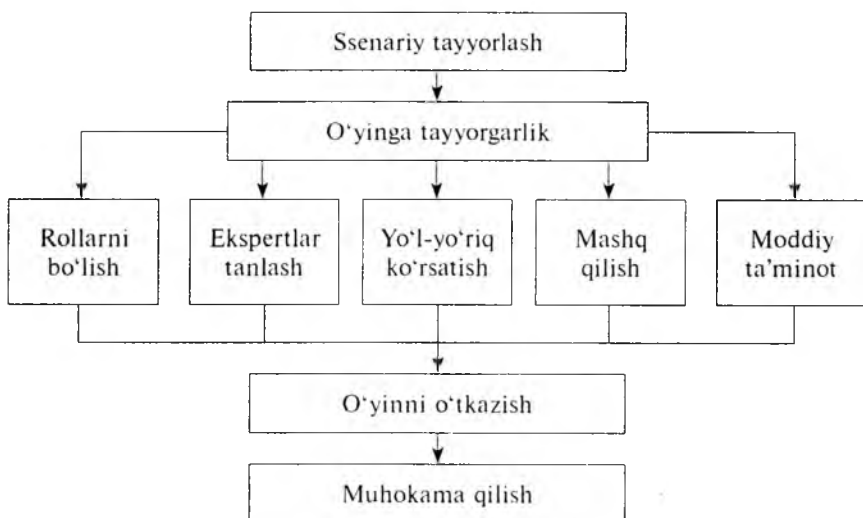 Ssenariy tayyorlash
O‘yinga tayyorgarlik
Rollarni
bo‘lish
Ekspertlar
tanlash
Yo‘l-yo‘riq
ko‘rsatish
Mashq
qilish
Moddiy
ta’minot
O‘yinni o‘tkazish
Muhokama qilish